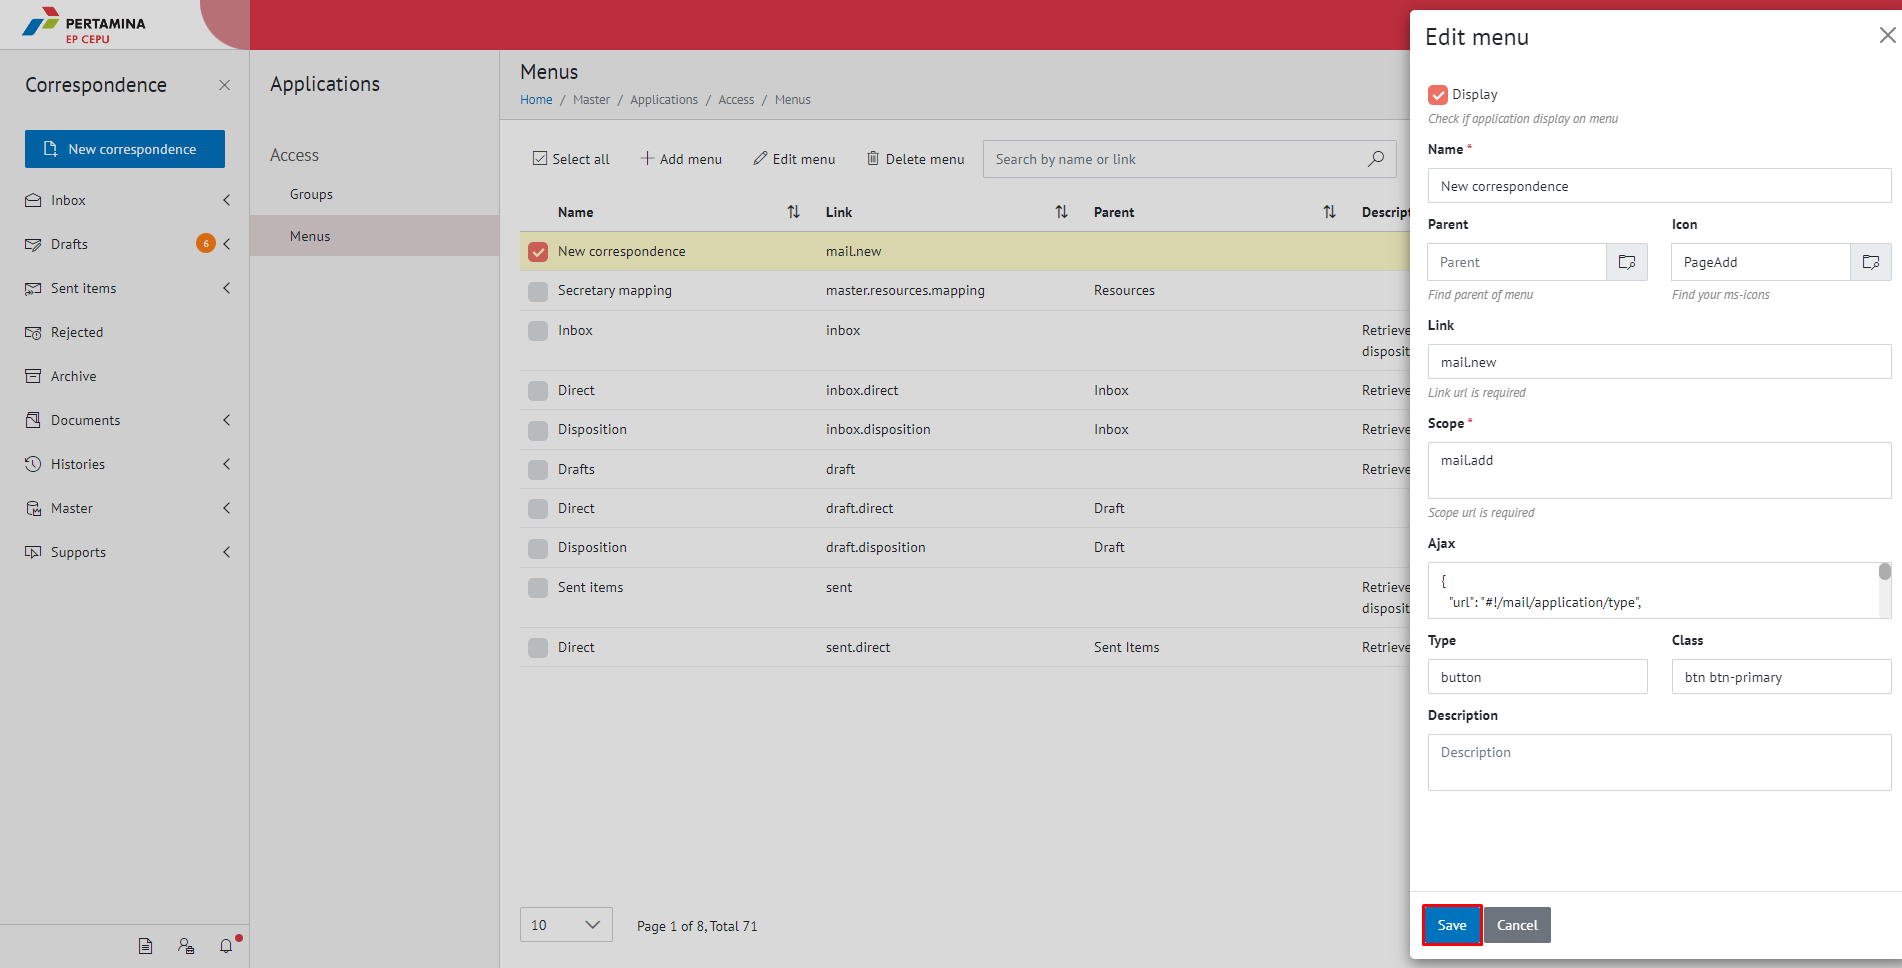 PERTAMINA
EP CEPU
Correspondence
New correspondence
Inbox
Drafts
6
Sent items
Rejected
Archive
Documents
Histories
Master
Supports
Applications
Access
Groups
Menus
Menus
Home / Master / Applications / Access / Menus
Select all Add menu Edit menu Delete menu Search by name or link
Name Link Parent Descript
New correspondence mail.new
Secretary mapping master.resources.mapping Resources
Inbox inbox Retrieve
disposit
Direct inbox.direct Inbox Retrieve
Disposition inbox.disposition Inbox Retrieve
Drafts draft Retrieve
Direct draft.direct Draft
Disposition draft.disposition Draft
Sent items sent Retrieve
disposit
Direct sent.direct Sent Items Retrieve
10 Page 1 of 8, Total 71
Edit menu
Display
Check if application display on menu
Name *
New correspondence
Parent Icon
Parent PageAdd
Find parent of menu Find your ms-icons
Link
mail.new
Link url is required
Scope *
mail.add
Scope url is required
Ajax
{
"url": "#!/mail/application/type",
Type Class
button btn btn-primary
Description
Description
Save Cancel